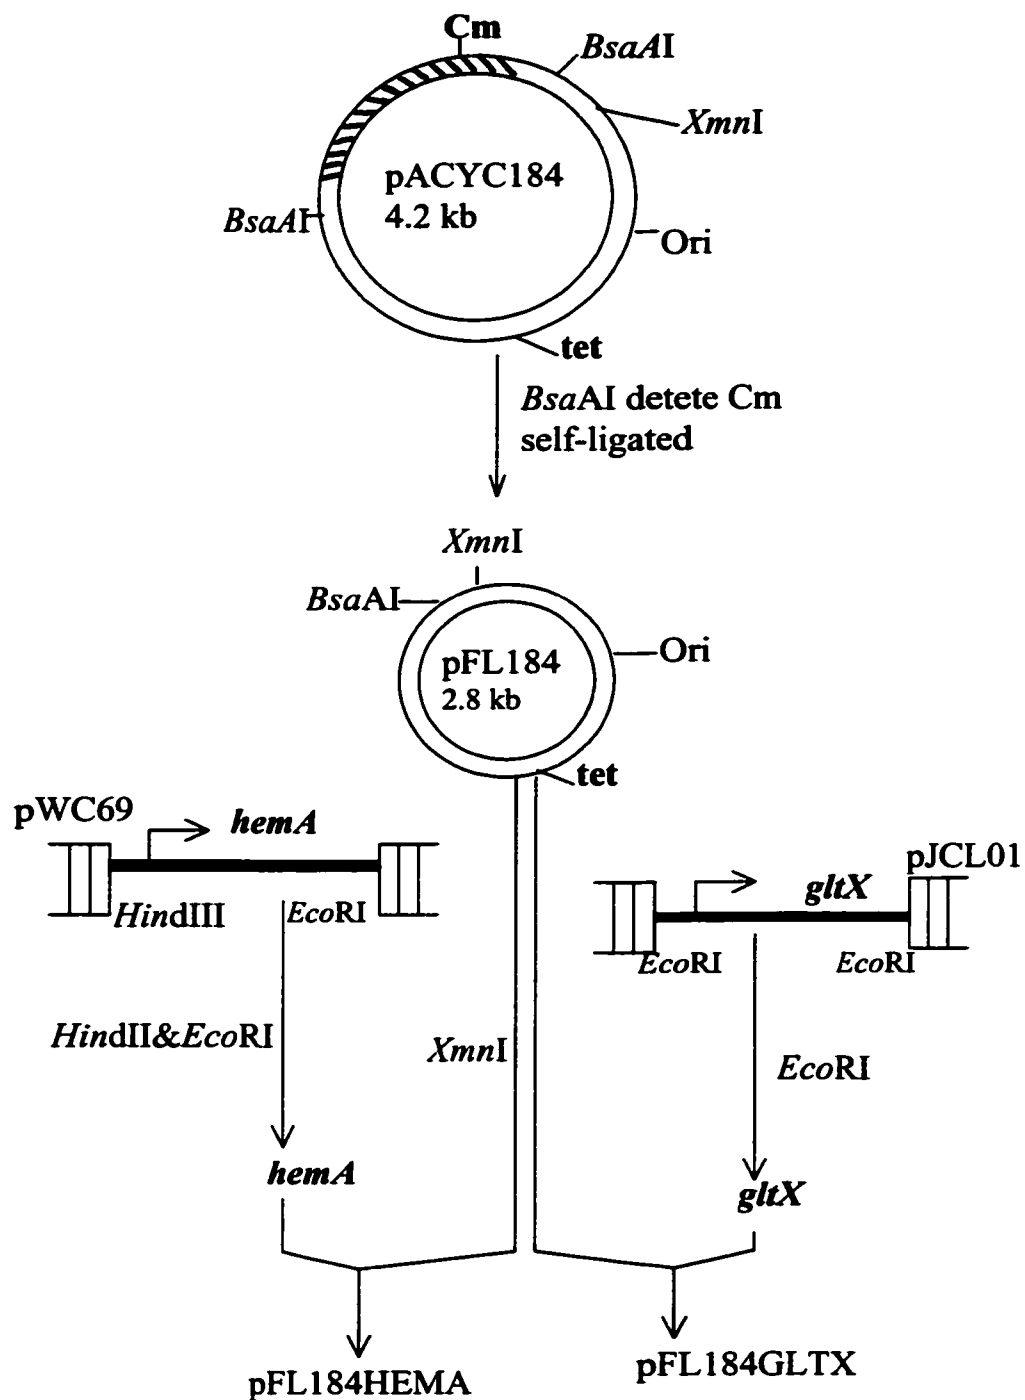 Cm
BsaAI
XmnI
pACYC184
4.2 kb
BsaAI
Ori
tet
BsaAI detete Cm
self-ligated
XmnI
BsaAI
Ori
pFL184
2.8 kb
tet
pWC69
hemA
pJCL01
gltX
HindIII
EcoRI
EcoRI
EcoRI
HindII&EcoRI
XmnI
EcoRI
hemA
gltX
pFL184HEMA
pFL184GLTX